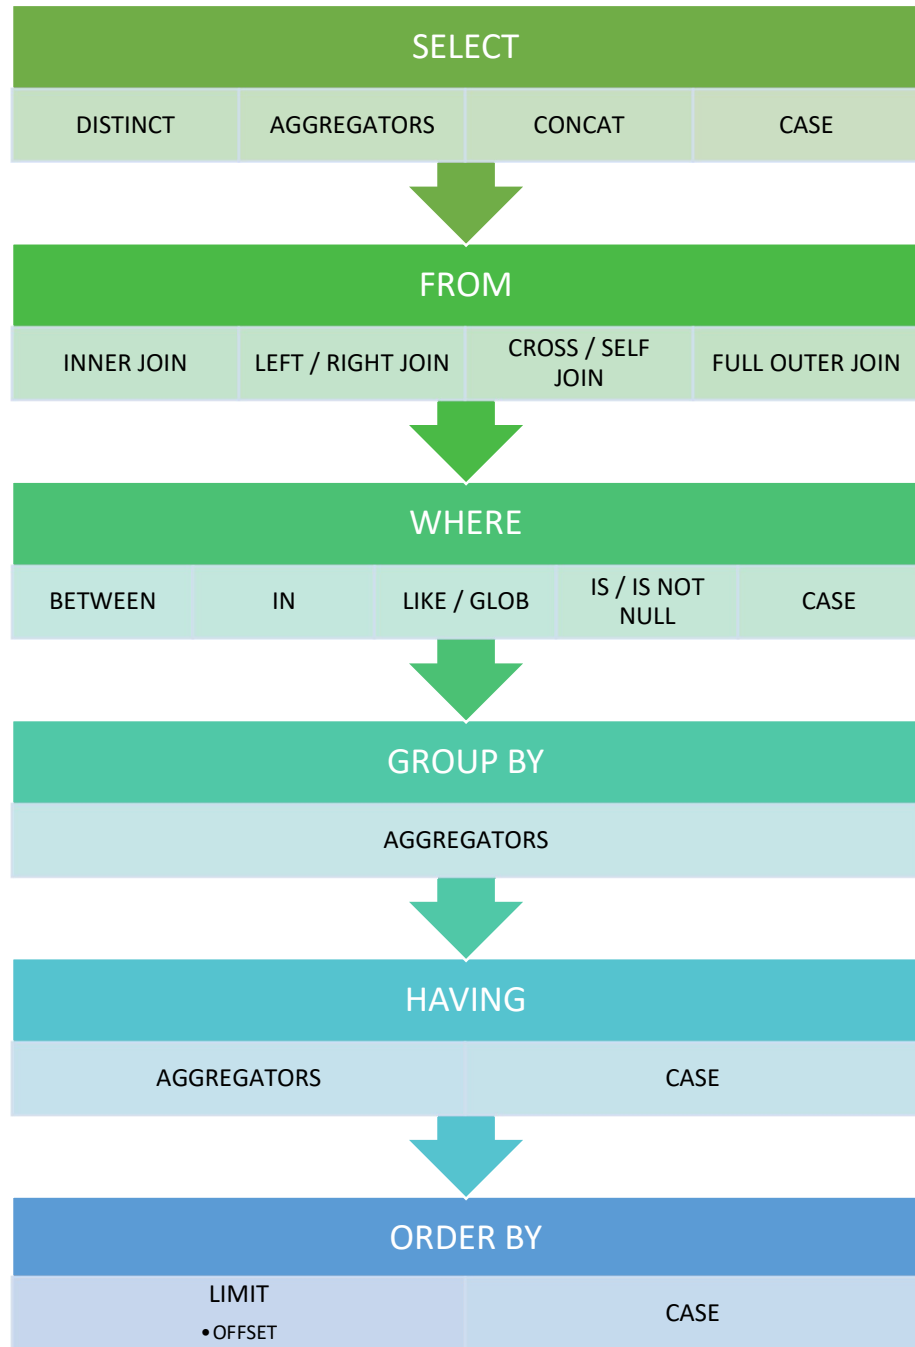 SELECT
DISTINCT
AGGREGATORS
CONCAT
CASE
FROM
INNER JOIN
LEFT / RIGHT JOIN
CROSS / SELF
JOIN
FULL OUTER JOIN
WHERE
BETWEEN
IN
LIKE / GLOB
IS / IS NOT
NULL
CASE
GROUP BY
AGGREGATORS
HAVING
AGGREGATORS
CASE
ORDER BY
LIMIT
• OFFSET
CASE